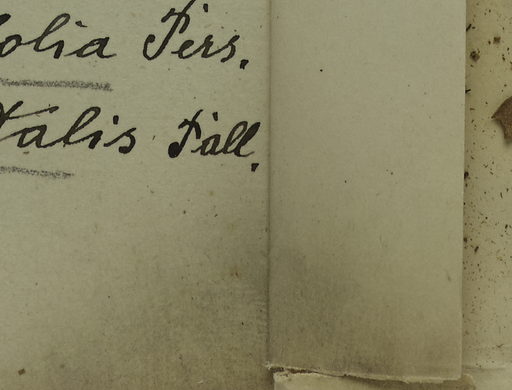 olia Pers.
talis Fall.